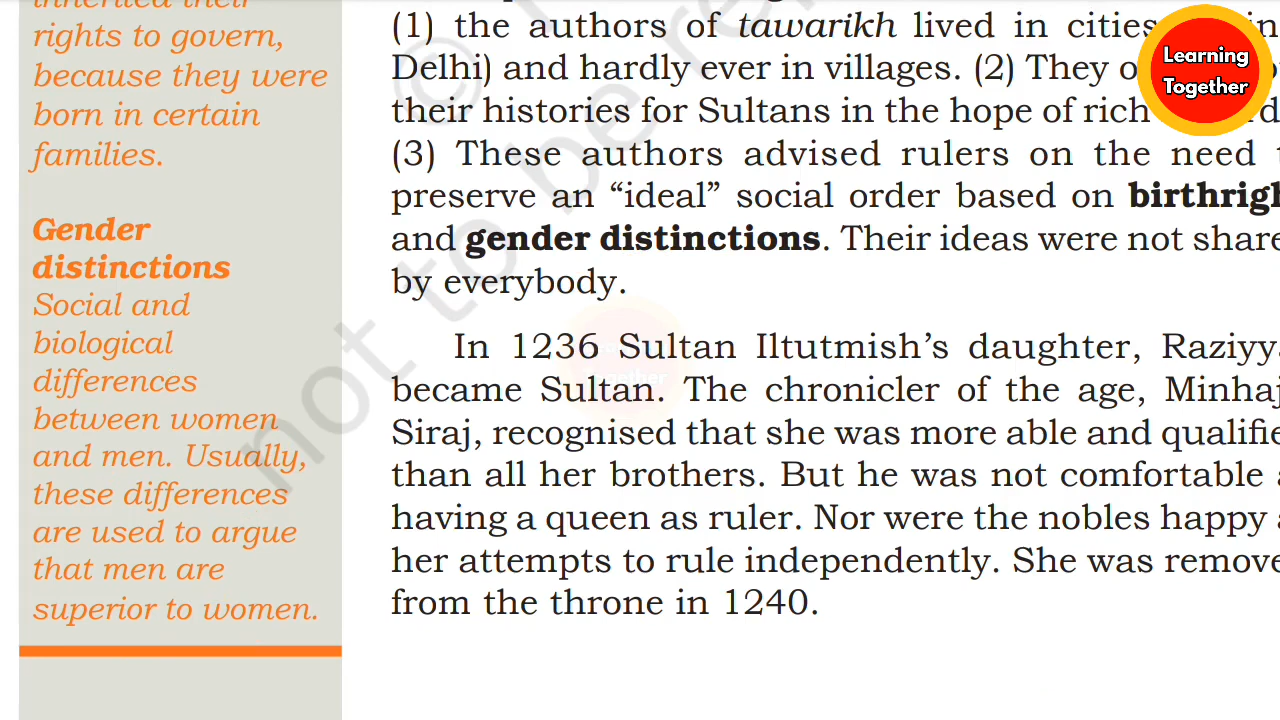 inherited their
rights to govern,
because they were
born in certain
families.
Gender
distinctions
Social and
biological
differences
between women
and men. Usually,
these differences
are used to argue
that men are
superior to women.
(1) the authors of tawarikh lived in cities
Delhi) and hardly ever in villages. (2) They
their histories for Sultans in the hope of rich
(3) These authors advised rulers on the need
preserve an “ideal” social order based on
and gender distinctions. Their ideas were not
by everybody.
In 1236 Sultan Iltutmish’s daughter,
became Sultan. The chronicler of the age,
Siraj, recognised that she was more able and
than all her brothers. But he was not comfortable
having a queen as ruler. Nor were the nobles happy
her attempts to rule independently. She was
from the throne in 1240.
Learning
Together
not to be